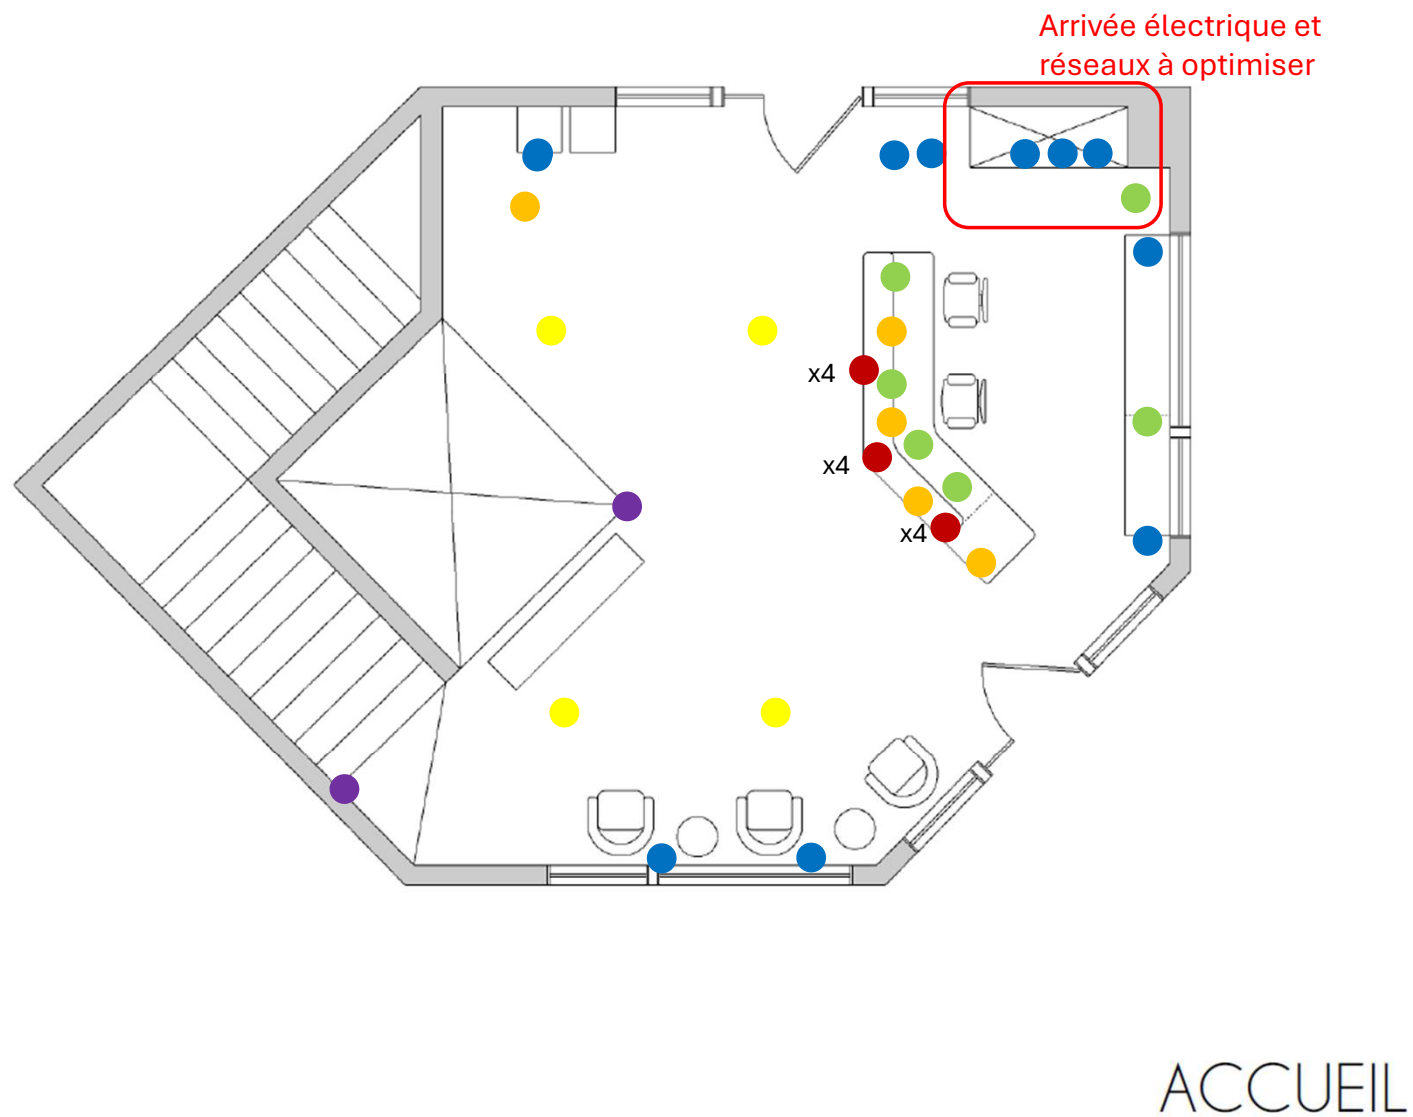 Arrivée électrique et
réseaux à optimiser
x4
x4
x4
ACCUEIL